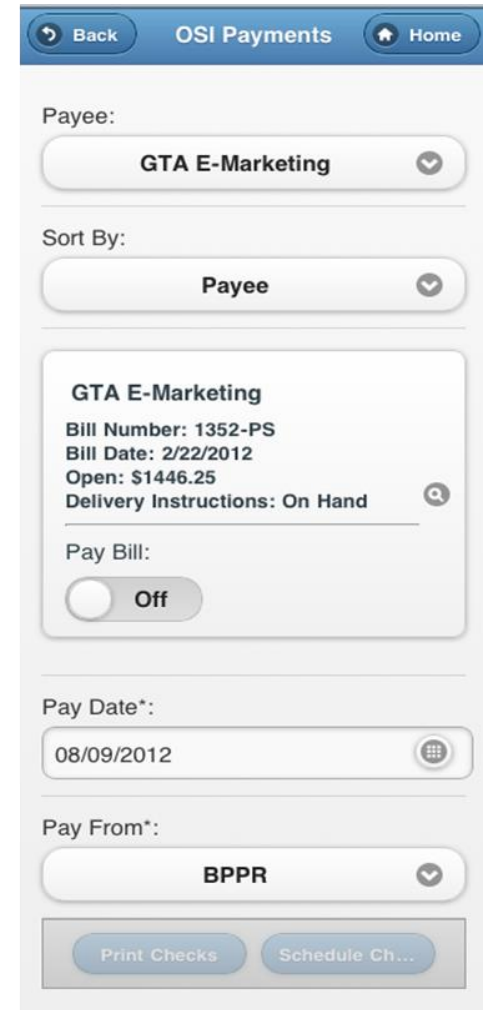 Back OSI Payments Home
Payee:
GTA E-Marketing
Sort By:
Payee
GTA E-Marketing
Bill Number: 1352-PS
Bill Date: 2/22/2012
Open: $1446.25
Delivery Instructions: On Hand
Pay Bill:
Off
Pay Date*:
08/09/2012
Pay From*:
BPPR
Print Checks Schedule Ch...